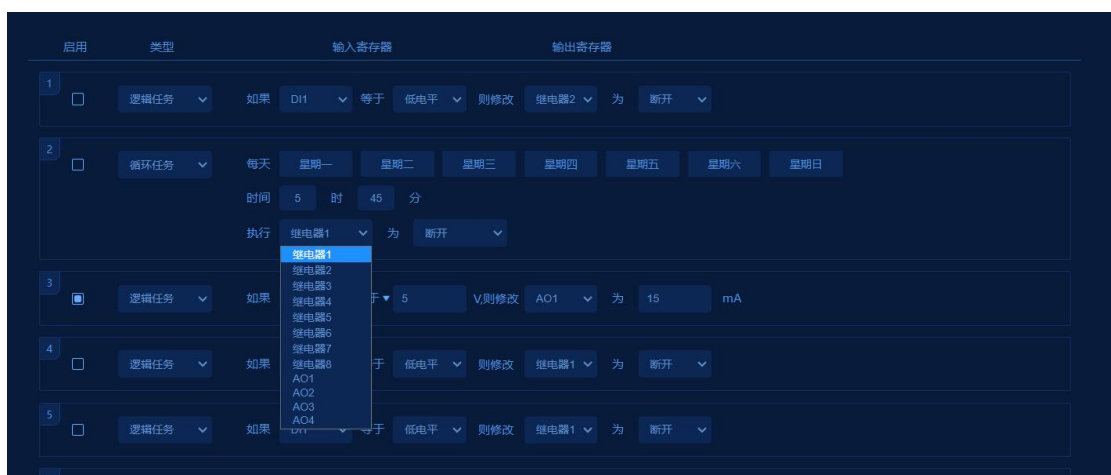 启用 类型 输入寄存器 输出寄存器
1
逻辑任务 如果 DI1 等于 低电平 则修改 继电器2 为 断开
2
循环任务 每天 星期一 星期二 星期三 星期四 星期五 星期六 星期日
时间 5 时 45 分
执行 继电器1 为 断开
继电器1
继电器2
继电器3
继电器4
继电器5
继电器6
继电器7
继电器8
AO1
AO2
AO3
AO4
3
逻辑任务 如果 于 5 V,则修改 AO1 为 15 mA
4
逻辑任务 如果 于 低电平 则修改 继电器1 为 断开
5
逻辑任务 如果 DI1 等于 低电平 则修改 继电器1 为 断开